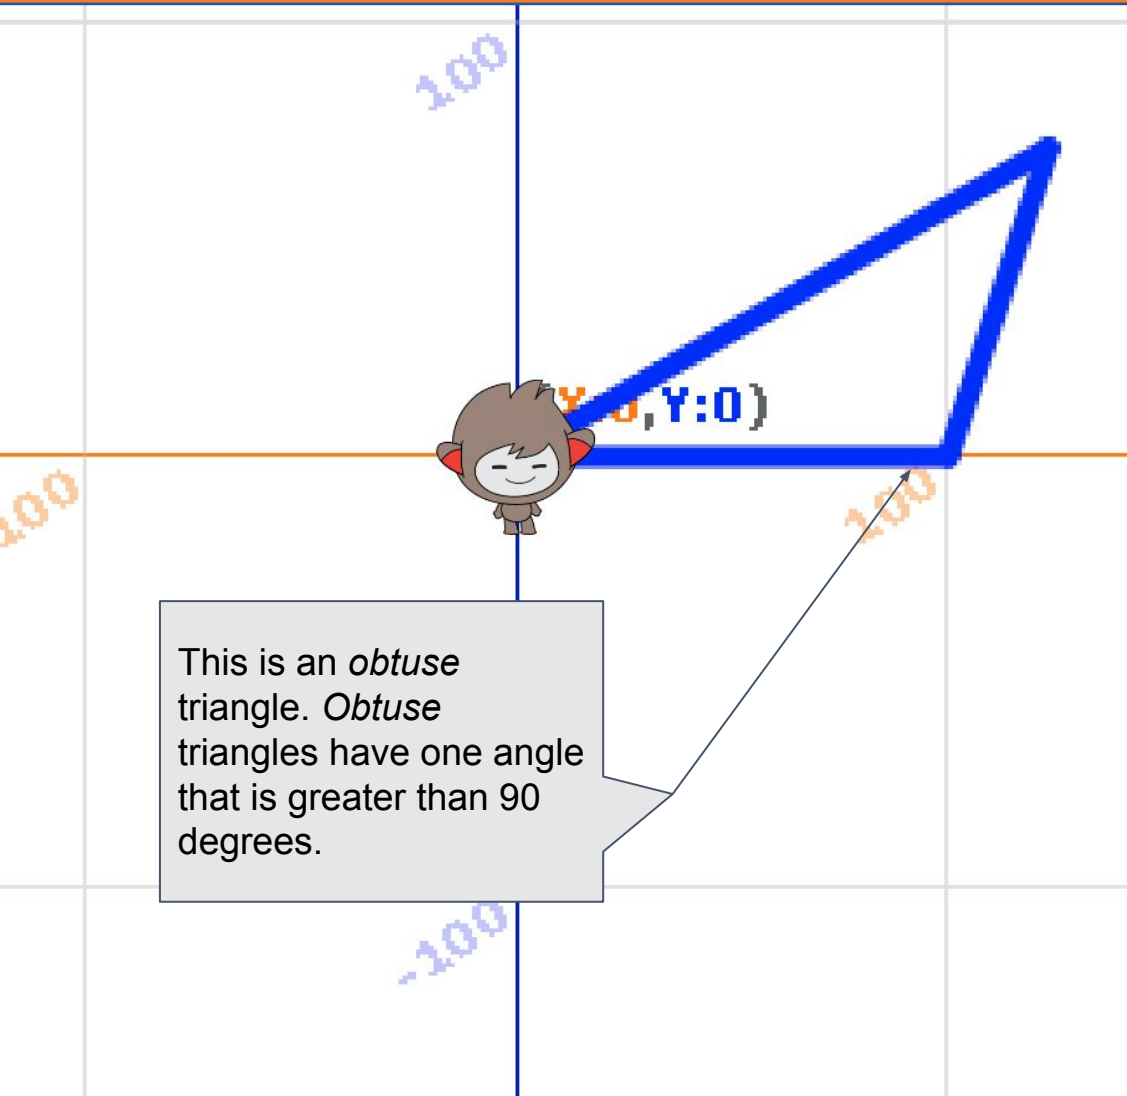 100
(X:0,Y:0)
100
100
This is an obtuse
triangle. Obtuse
triangles have one angle
that is greater than 90
degrees.
-100